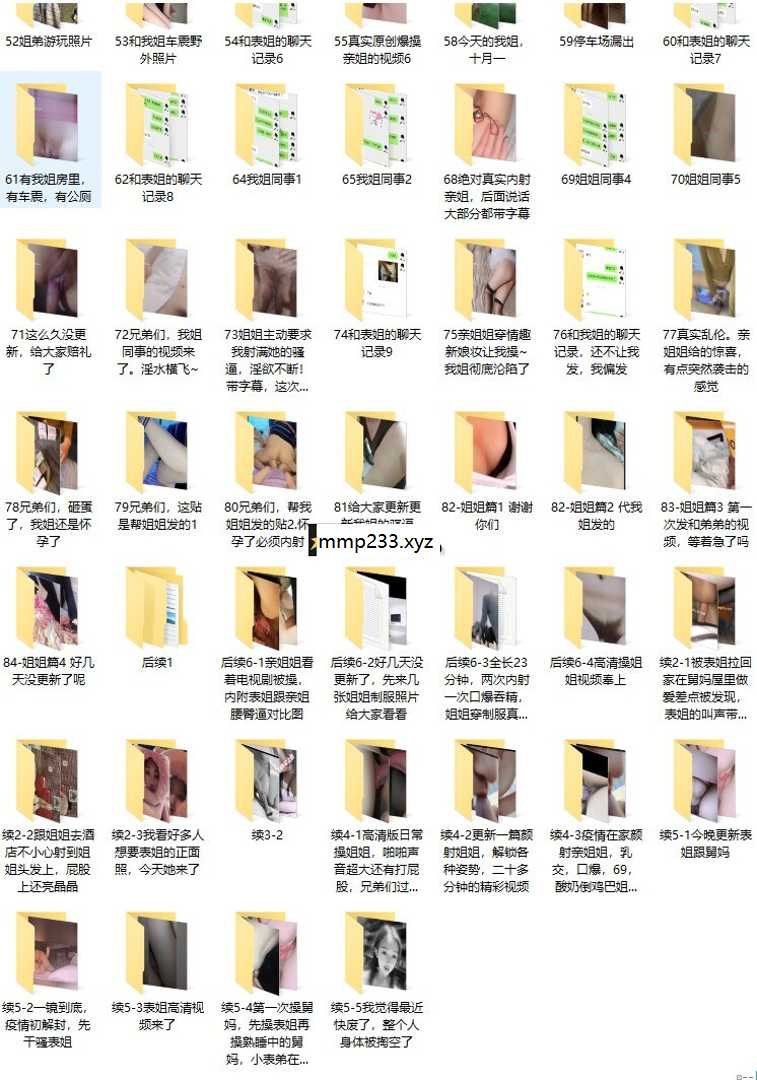 52姐弟游玩照片
53和我姐车震野
外照片
54和表姐的聊天
记录6
55真实原创爆操
亲姐的视频6
58今天的我姐，
十月一
59停车场漏出
60和表姐的聊天
记录7
61有我姐房里，
有车震，有公厕
62和表姐的聊天
记录8
64我姐同事1
65我姐同事2
68绝对真实内射
亲姐，后面说话
大部分都带字幕
69姐姐同事4
70姐姐同事5
71这么久没更
新，给大家赔礼
了
72兄弟们，我姐
同事的视频来
了。淫水横飞~
73姐姐主动要求
我射满她的骚
逼，淫欲不断！
带字幕，这次...
74和表姐的聊天
记录9
75亲姐姐穿情趣
新娘妆让我操~
我姐彻底沦陷了
76和我姐的聊天
记录，还不让我
发，我偏发
77真实乱伦。亲
姐姐给的惊喜，
有点突然袭击的
感觉
78兄弟们，砸蛋
了，我姐还是怀
孕了
79兄弟们，这贴
是帮姐姐发的1
80兄弟们，帮我
姐姐发的贴2.怀
孕了必须内射
81给大家更新更
82-姐姐篇1 谢谢
你们
82-姐姐篇2 代我
姐发的
83-姐姐篇3 第一
次发和弟弟的视
频，等着急了吗
mmp233.xyz
84-姐姐篇4 好几
天没更新了呢
后续1
后续6-1亲姐姐看
着电视剧被操，
内附表姐跟亲姐
腰臀逼对比图
后续6-2好几天没
更新了，先来几
张姐姐制服照片
给大家看看
后续6-3全长23
分钟，两次内射
一次口爆吞精，
姐姐穿制服真...
后续6-4高清操姐
姐视频奉上
续2-1被表姐拉回
家在舅妈屋里做
爱差点被发现，
表姐的叫声带...
续2-2跟姐姐去酒
店不小心射到姐
姐头发上，屁股
上还亮晶晶
续2-3我看好多人
想要表姐的正面
照，今天她来了
续3-2
续4-1高清版日常
操姐姐，啪啪声
音超大还有打屁
股，兄弟们过...
续4-2更新一篇颜
射姐姐，解锁各
种姿势，二十多
分钟的精彩视频
续4-3疫情在家颜
射亲姐姐，乳
交，口爆，69，
酸奶倒鸡巴姐...
续5-1今晚更新表
姐跟舅妈
续5-2一镜到底，
疫情初解封，先
干骚表姐
续5-3表姐高清视
频来了
续5-4第一次操舅
妈，先操表姐再
操熟睡中的舅
妈，小表弟在...
续5-5我觉得最近
快废了，整个人
身体被掏空了